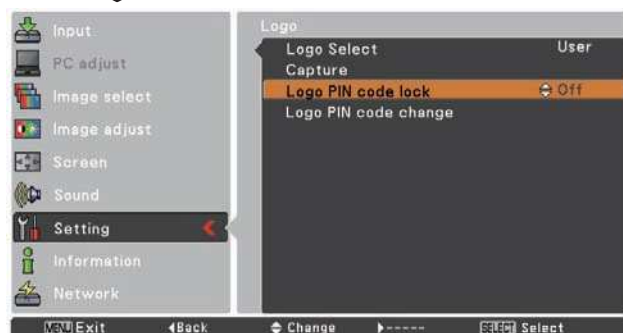 Input
PC adjust
Image select
Image adjust
Screen
Sound
Setting
Information
Network
Logo
Logo Select User
Capture
Logo PIN code lock Off
Logo PIN code change
MENU Exit Back Change ----- SELECT Select